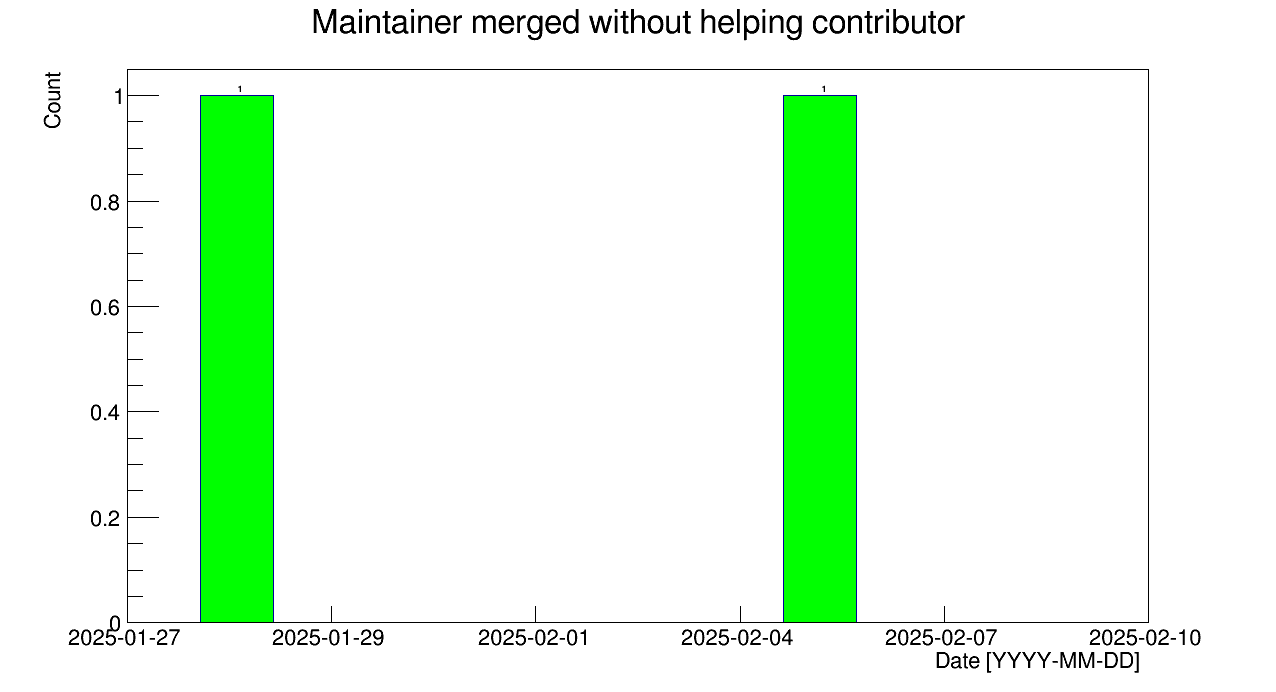 Maintainer merged without helping contributor
Count
1
1
1
0.8
0.6
0.4
0.2
0
2025-01-27 2025-01-29 2025-02-01 2025-02-04 2025-02-07 2025-02-10
Date [YYYY-MM-DD]